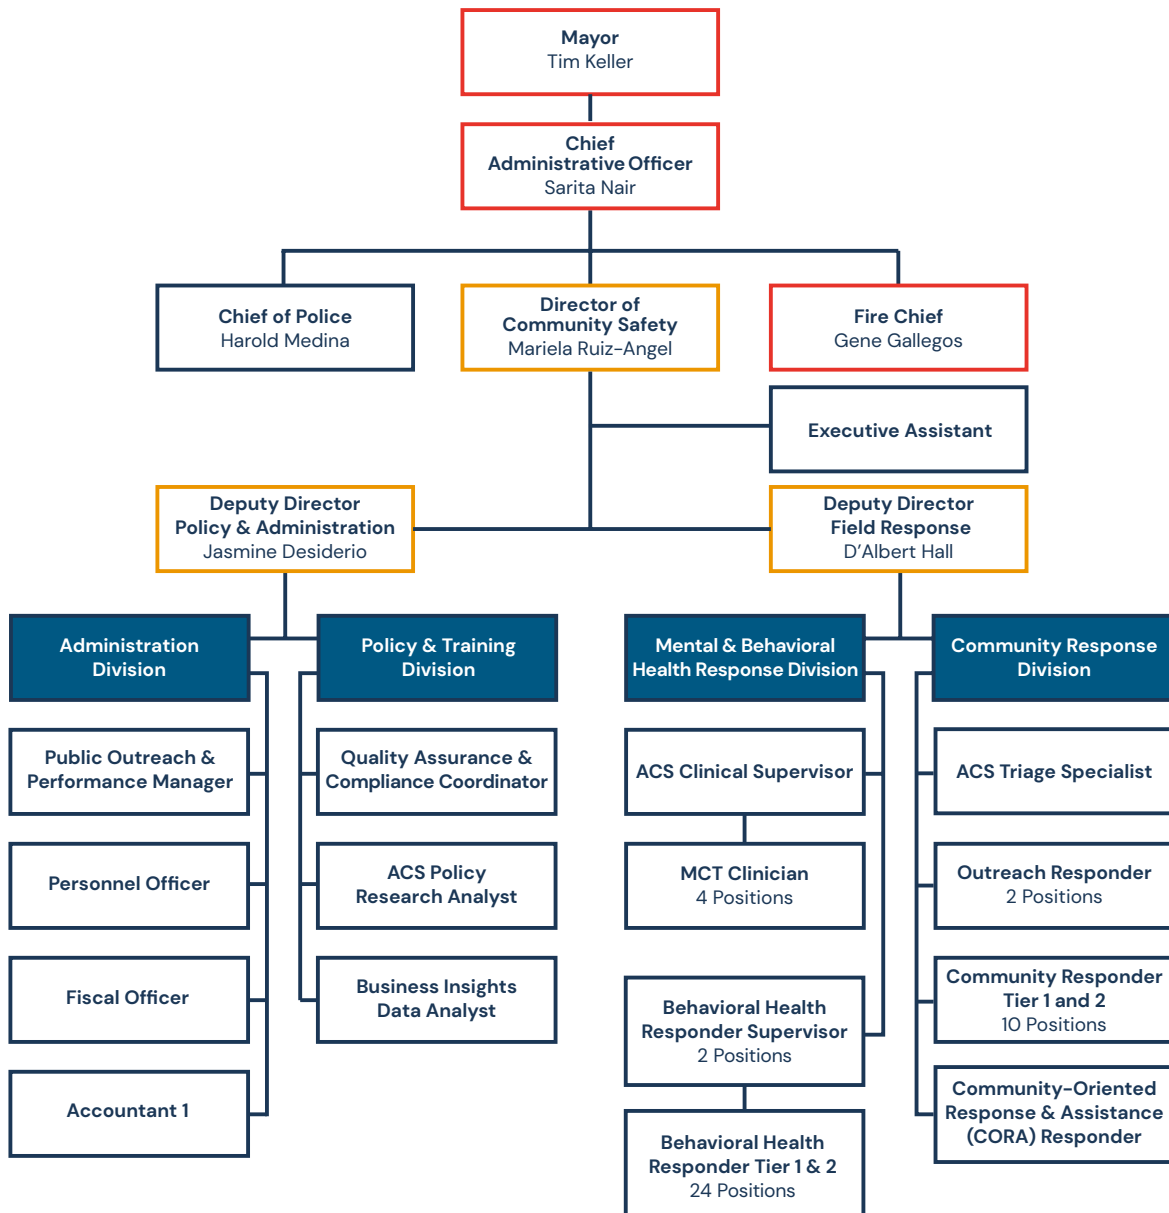 Mayor
Tim Keller
Chief
Administrative Officer
Sarita Nair
Chief of Police
Harold Medina
Director of
Community Safety
Mariela Ruiz-Angel
Fire Chief
Gene Gallegos
Executive Assistant
Deputy Director
Policy & Administration
Jasmine Desiderio
Deputy Director
Field Response
D’Albert Hall
Administration
Division
Public Outreach &
Performance Manager
Personnel Officer
Fiscal Officer
Accountant 1
Policy & Training
Division
Quality Assurance &
Compliance Coordinator
ACS Policy
Research Analyst
Business Insights
Data Analyst
Mental & Behavioral
Health Response Division
ACS Clinical Supervisor
MCT Clinician
4 Positions
Behavioral Health
Responder Supervisor
2 Positions
Behavioral Health
Responder Tier 1 & 2
24 Positions
Community Response
Division
ACS Triage Specialist
Outreach Responder
2 Positions
Community Responder
Tier 1 and 2
10 Positions
Community-Oriented
Response & Assistance
(CORA) Responder